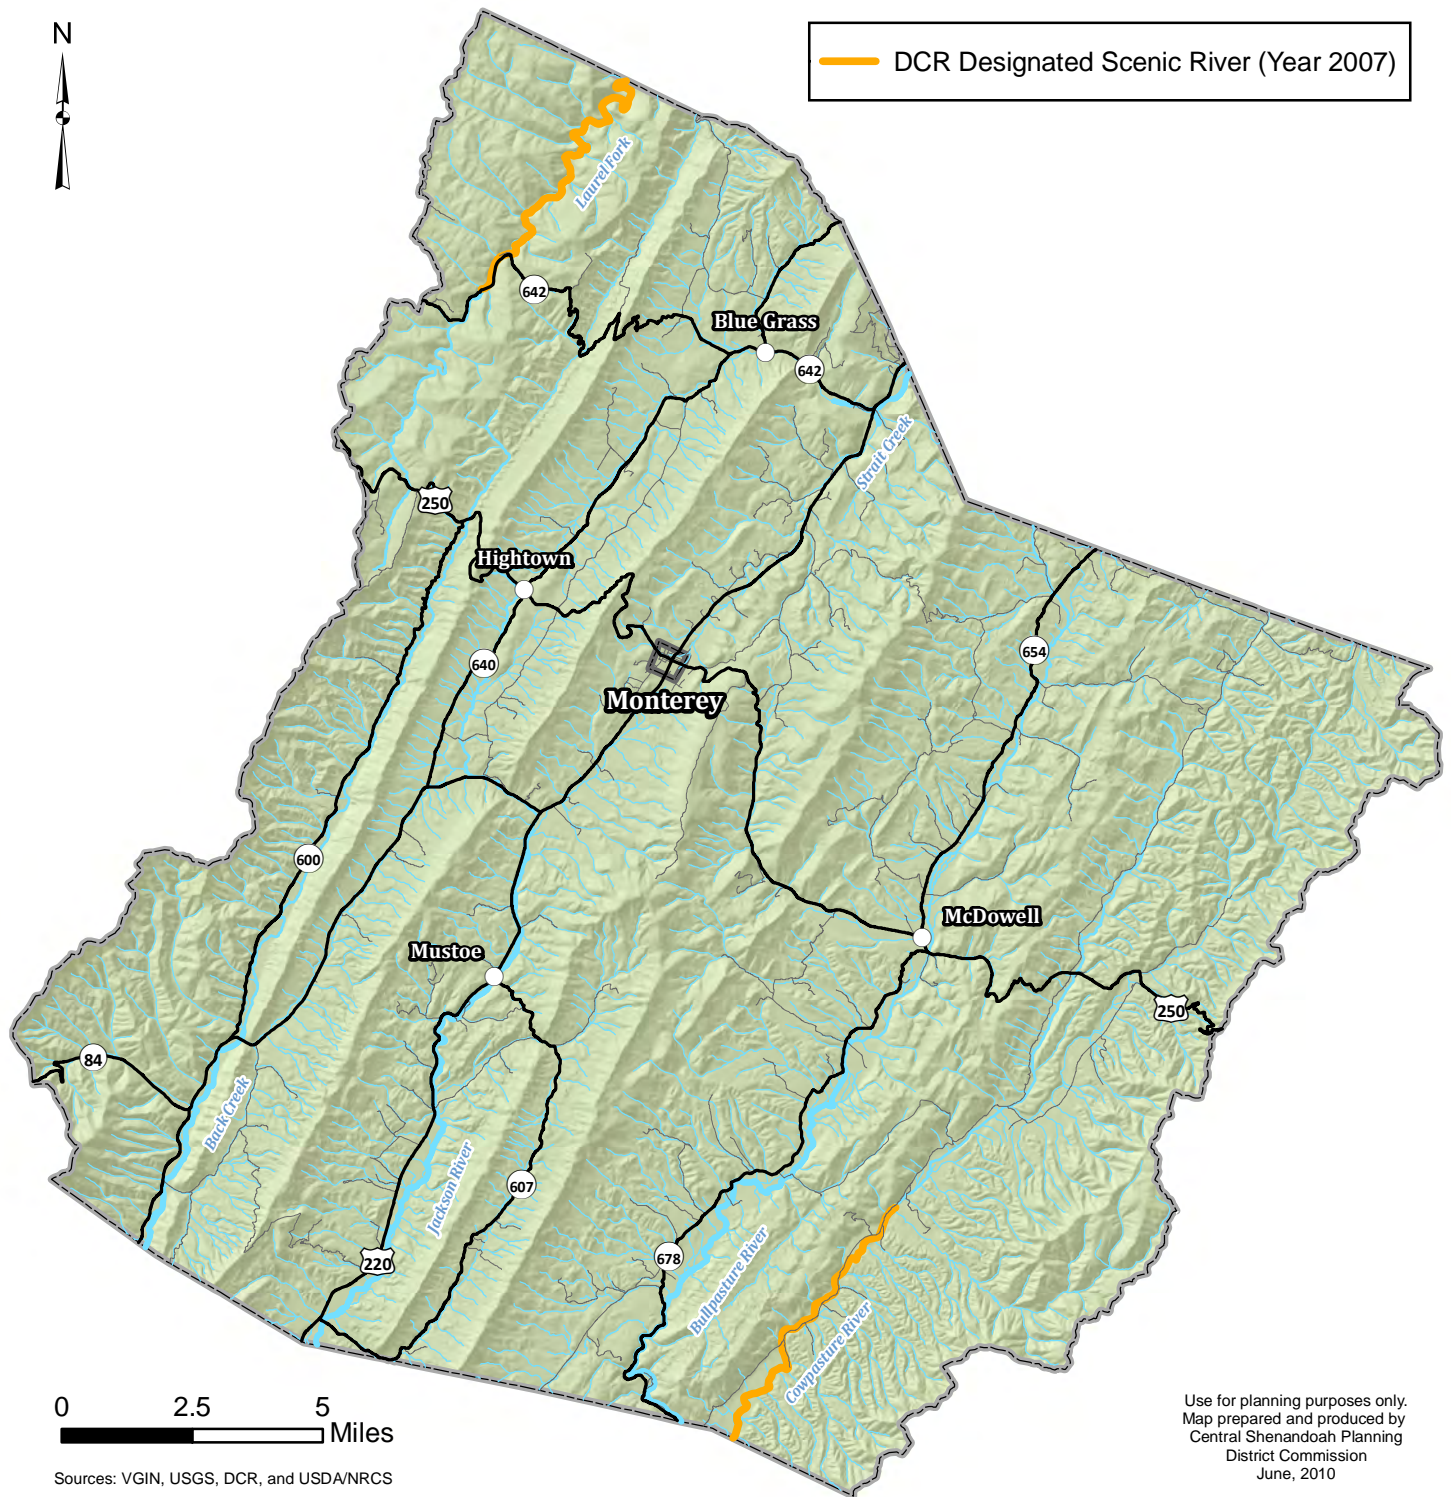 N
DCR Designated Scenic River (Year 2007)
Laurel Fork
642
Blue Grass
642
Strait Creek
250
Hightown
640
654
Monterey
600
McDowell
Mustoe
250
84
Back Creek
Jackson River
607
220
678
Bullpasture River
Cowpasture River
0 2.5 5
Miles
Sources: VGIN, USGS, DCR, and USDA/NRCS
Use for planning purposes only.
Map prepared and produced by
Central Shenandoah Planning
District Commission
June, 2010